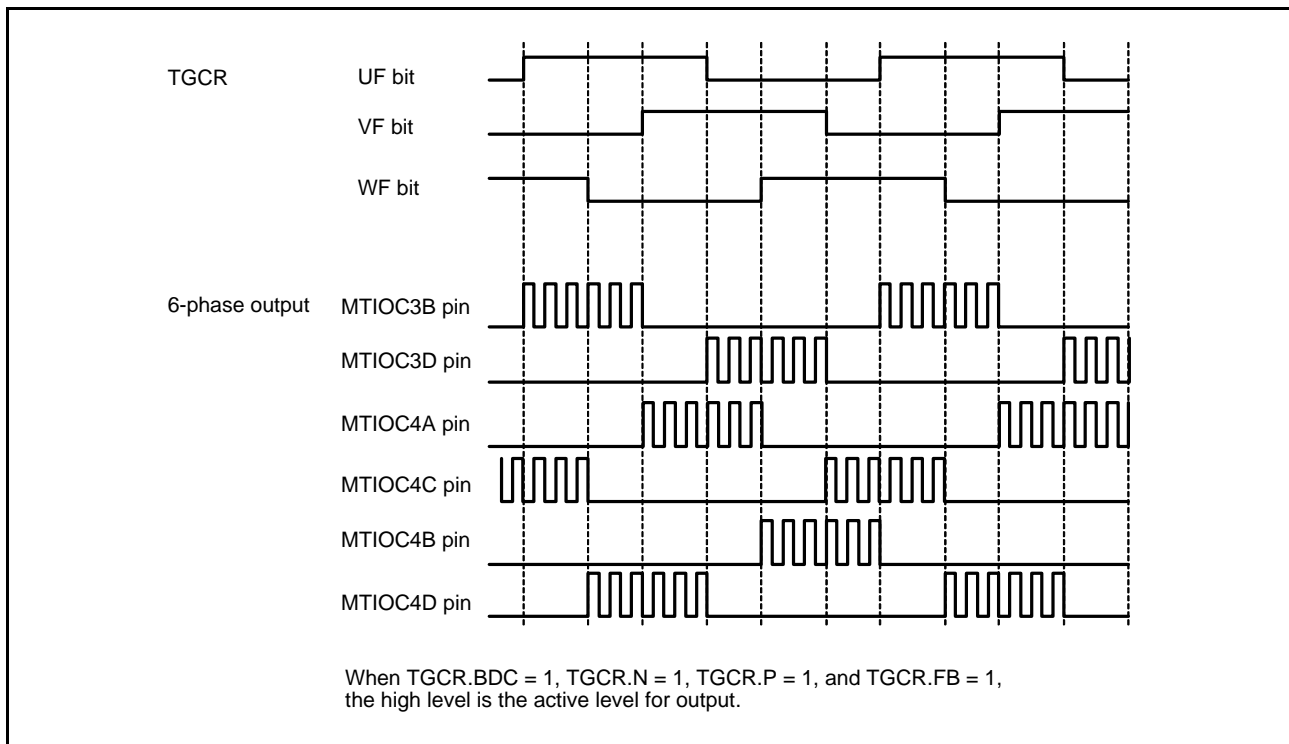 TGCR UF bit
VF bit
WF bit
6-phase output MTIOC3B pin
MTIOC3D pin
MTIOC4A pin
MTIOC4C pin
MTIOC4B pin
MTIOC4D pin
When TGCR.BDC = 1, TGCR.N = 1, TGCR.P = 1, and TGCR.FB = 1,
the high level is the active level for output.